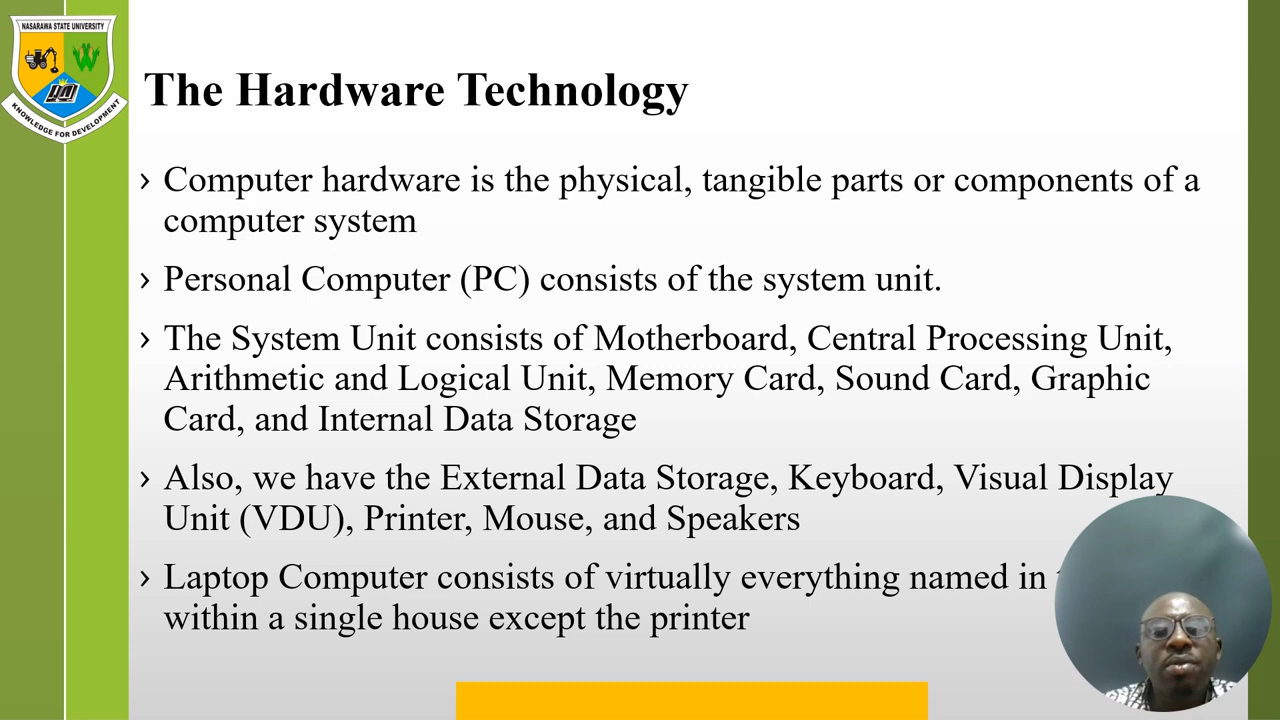 NASARAWA STATE UNIVERSITY
KNOWLEDGE FOR DEVELOPMENT
The Hardware Technology
› Computer hardware is the physical, tangible parts or components of a
computer system
› Personal Computer (PC) consists of the system unit.
› The System Unit consists of Motherboard, Central Processing Unit,
Arithmetic and Logical Unit, Memory Card, Sound Card, Graphic
Card, and Internal Data Storage
› Also, we have the External Data Storage, Keyboard, Visual Display
Unit (VDU), Printer, Mouse, and Speakers
› Laptop Computer consists of virtually everything named in
within a single house except the printer